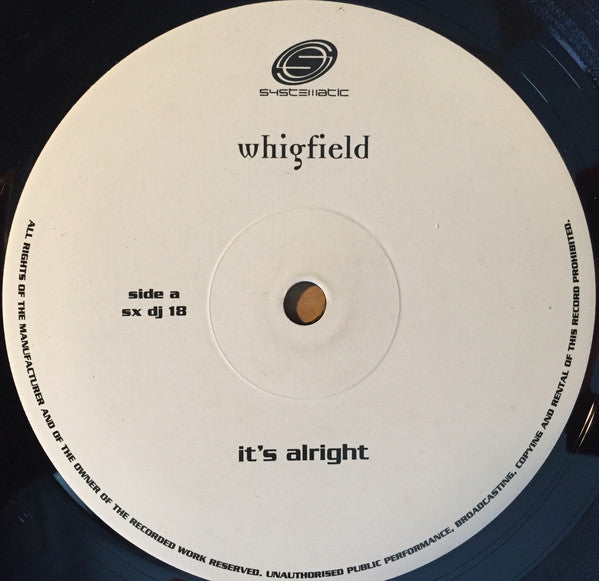 systematic
whigfield
side a
sx dj 18
it's alright
ALL RIGHTS OF THE MANUFACTURER AND OF THE OWNER OF THE RECORDED WORK RESERVED. UNAUTHORISED PUBLIC PERFORMANCE, BROADCASTING, COPYING AND RENTAL OF THIS RECORD PROHIBITED.